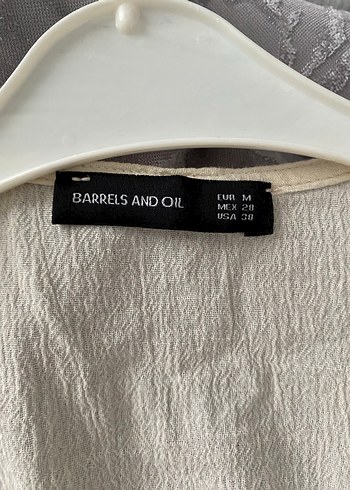 BARRELS AND OIL
EUR M
MEX 28
USA 38